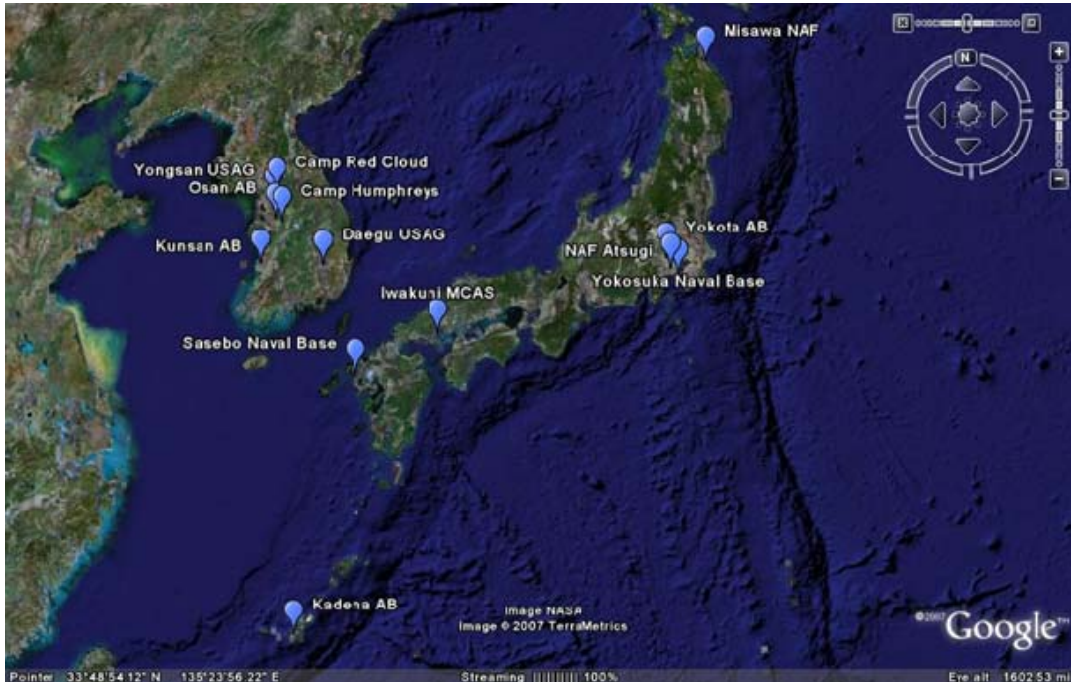 Misawa NAF
N
Camp Red Cloud
Yongsan USAG
Osan AB
Camp Humphreys
Kunsan AB
Daegu USAG
Yokota AB
NAF Atsugi
Yokosuka Naval Base
Iwakuni MCAS
Sasebo Naval Base
Kadena AB
Image NASA
Image © 2007 TerraMetrics
©2007 Google™
Pointer 33°48'54.12" N 135°23'56.22" E Streaming |||||||||| 100% Eye alt 1602.53 mi